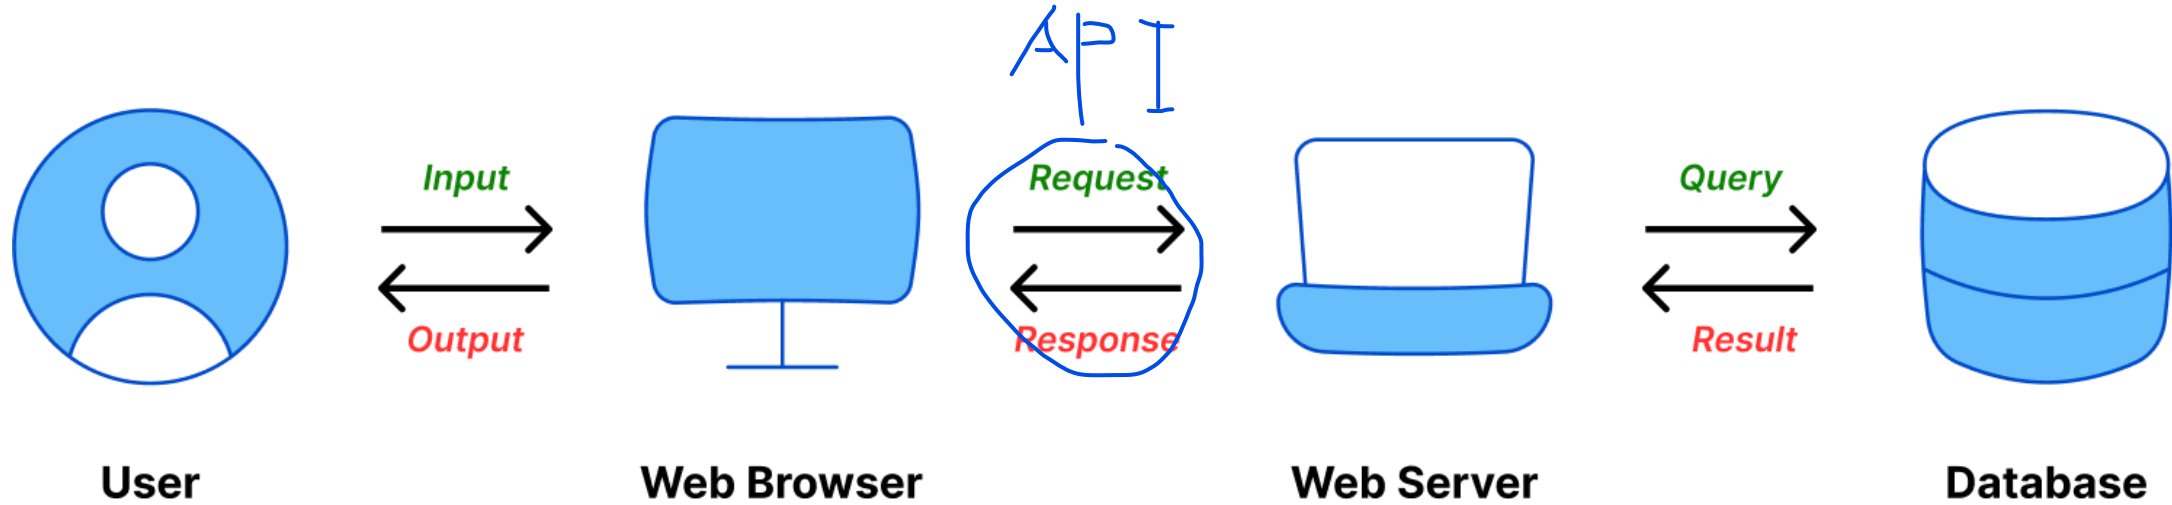 API
Input
Request
Query
Output
Response
Result
User
Web Browser
Web Server
Database